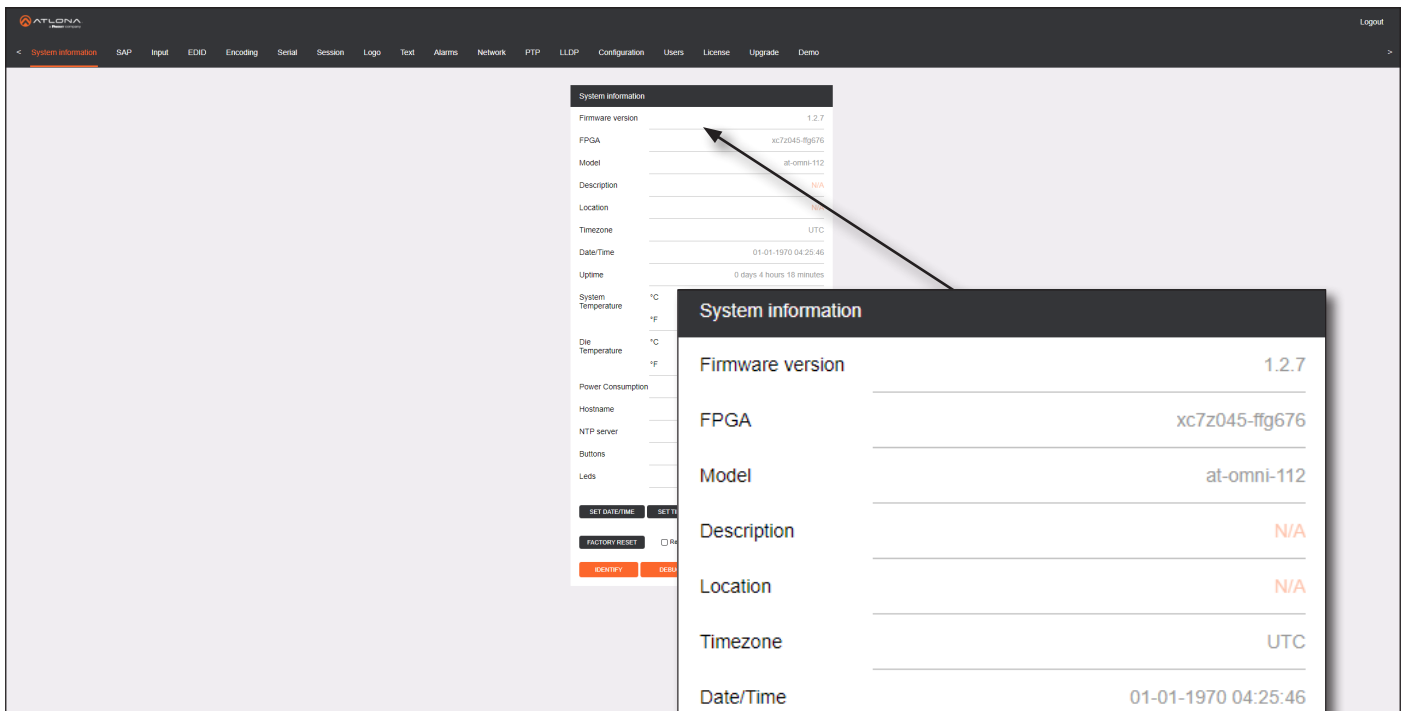 ATLONA
Logout
< System information SAP Input EDID Encoding Serial Session Logo Text Alarms Network PTP LLDP Configuration Users License Upgrade Demo >
System information
Firmware version 1.2.7
FPGA xc7z045-ffg676
Model at-omni-112
Description N/A
Location N/A
Timezone UTC
Date/Time 01-01-1970 04:25:46
Uptime 0 days 4 hours 18 minutes
System Temperature °C
°F
Die Temperature °C
°F
Power Consumption
Hostname
NTP server
Buttons
Leds
SET DATE/TIME SET TI
FACTORY RESET Re
IDENTIFY DEBU
System information
Firmware version 1.2.7
FPGA xc7z045-ffg676
Model at-omni-112
Description N/A
Location N/A
Timezone UTC
Date/Time 01-01-1970 04:25:46